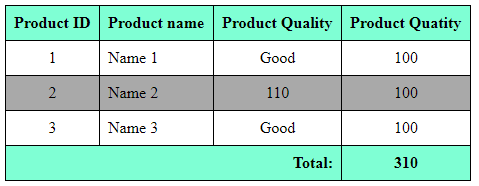 Product ID Product name Product Quality Product Quatity
1 Name 1 Good 100
2 Name 2 110 100
3 Name 3 Good 100
Total: 310